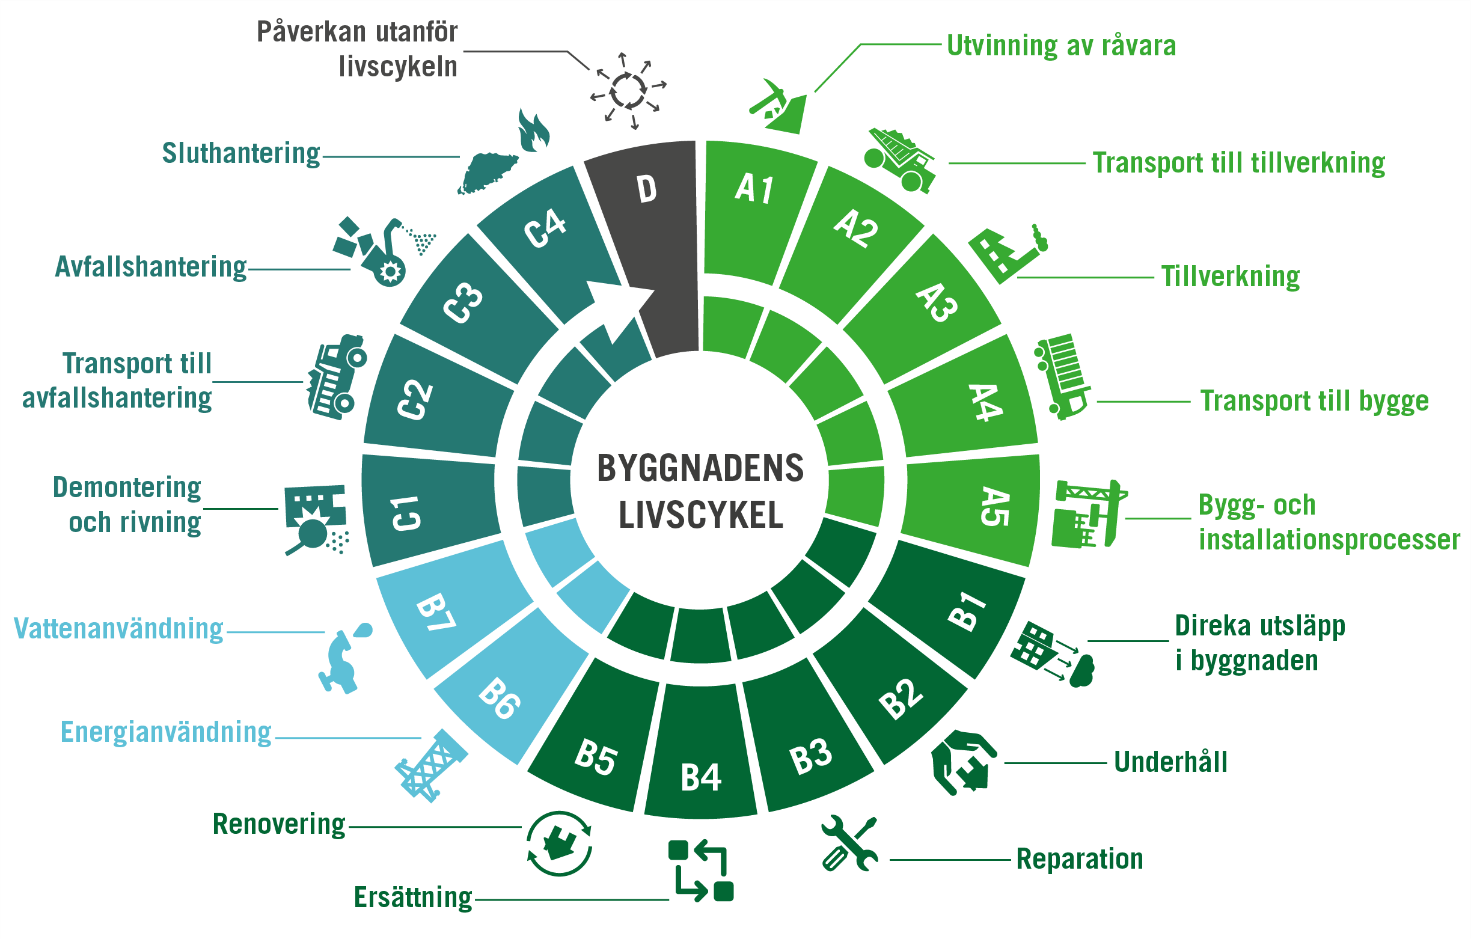 Påverkan utanför
livscykeln
Utvinning av råvara
Transport till tillverkning
Tillverkning
Transport till bygge
Bygg- och
installationsprocesser
Direka utsläpp
i byggnaden
Underhåll
Reparation
Ersättning
Renovering
Energianvändning
Vattenanvändning
Demontering
och rivning
Transport till
avfallshantering
Avfallshantering
Sluthantering
A1
A2
A3
A4
A5
B1
B2
B3
B4
B5
B6
B7
C1
C2
C3
C4
D
BYGGNADENS
LIVSCYKEL